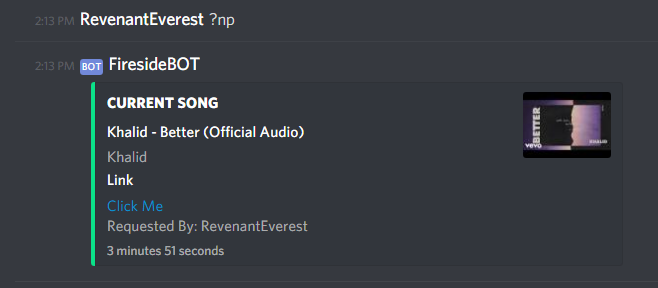 2:13 PM RevenantEverest ?np
2:13 PM BOT FiresideBOT
CURRENT SONG
Khalid - Better (Official Audio)
Khalid
Link
Click Me
Requested By: RevenantEverest
3 minutes 51 seconds
BETTER
vevo
KHALID